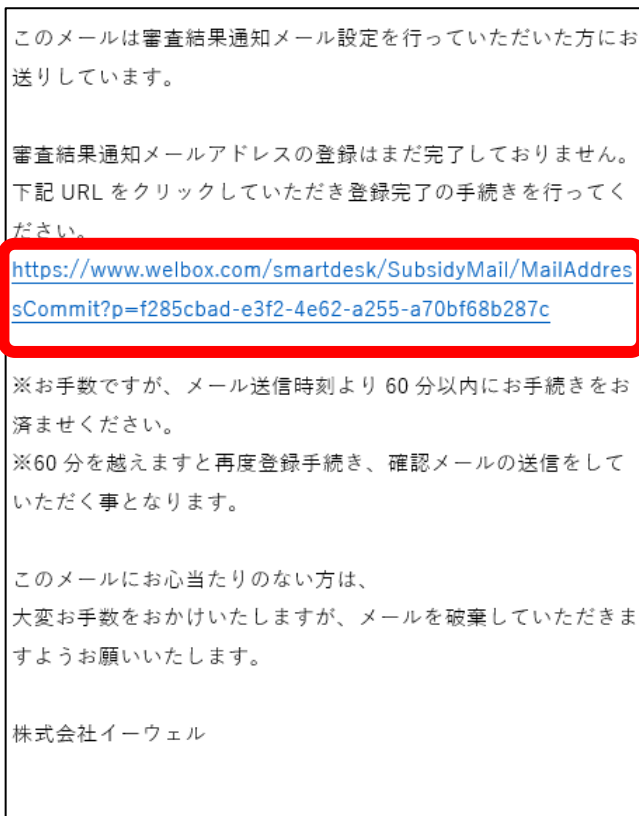 このメールは審査結果通知メール設定を行っていただいた方にお
送りしています。
審査結果通知メールアドレスの登録はまだ完了しておりません。
下記 URL をクリックしていただき登録完了の手続きを行ってく
ださい。
https://www.welbox.com/smartdesk/SubsidyMail/MailAddres
sCommit?p=f285cbad-e3f2-4e62-a255-a70bf68b287c
※お手数ですが、メール送信時刻より 60 分以内にお手続きをお
済ませください。
※60 分を越えますと再度登録手続き、確認メールの送信をして
いただく事となります。
このメールにお心当たりのない方は、
大変お手数をおかけいたしますが、メールを破棄していただきま
すようお願いいたします。
株式会社イーウェル